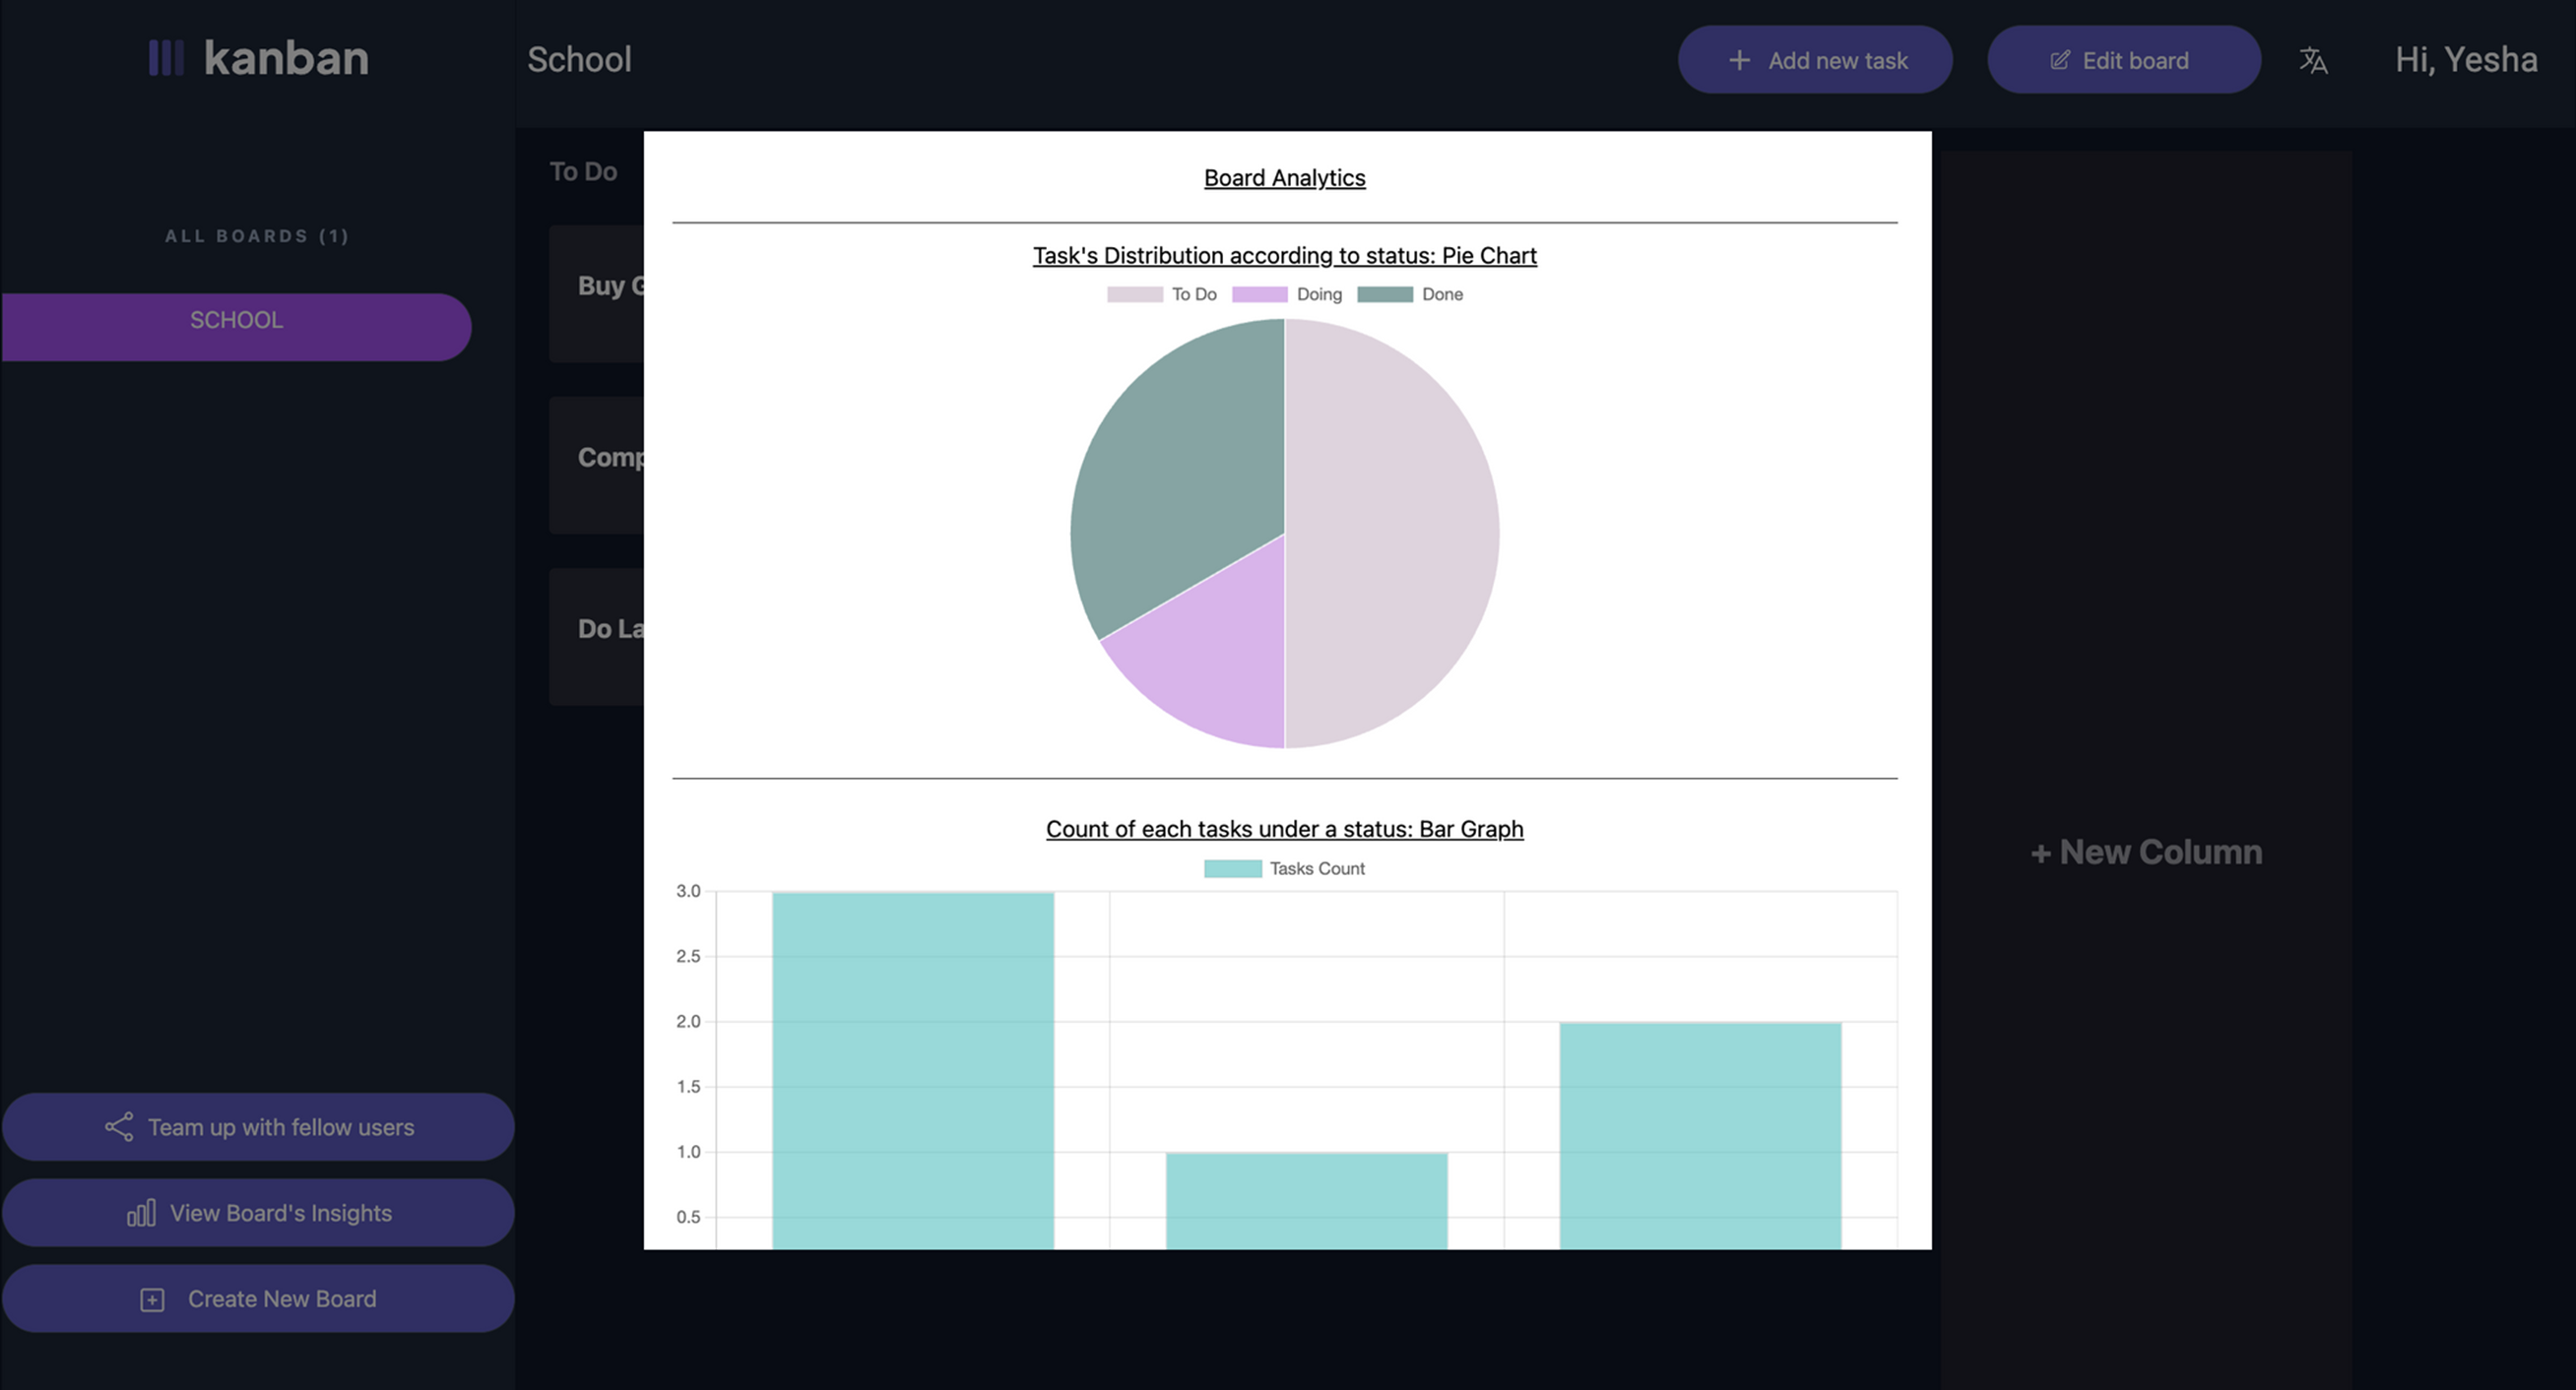 kanban
School
Add new task
Edit board
Hi, Yesha
ALL BOARDS (1)
SCHOOL
Team up with fellow users
View Board's Insights
Create New Board
To Do
Buy
Do
Board Analytics
Task's Distribution according to status: Pie Chart
To Do Doing Done
Count of each tasks under a status: Bar Graph
Tasks Count
3.0
2.5
2.0
1.5
1.0
0.5
+ New Column